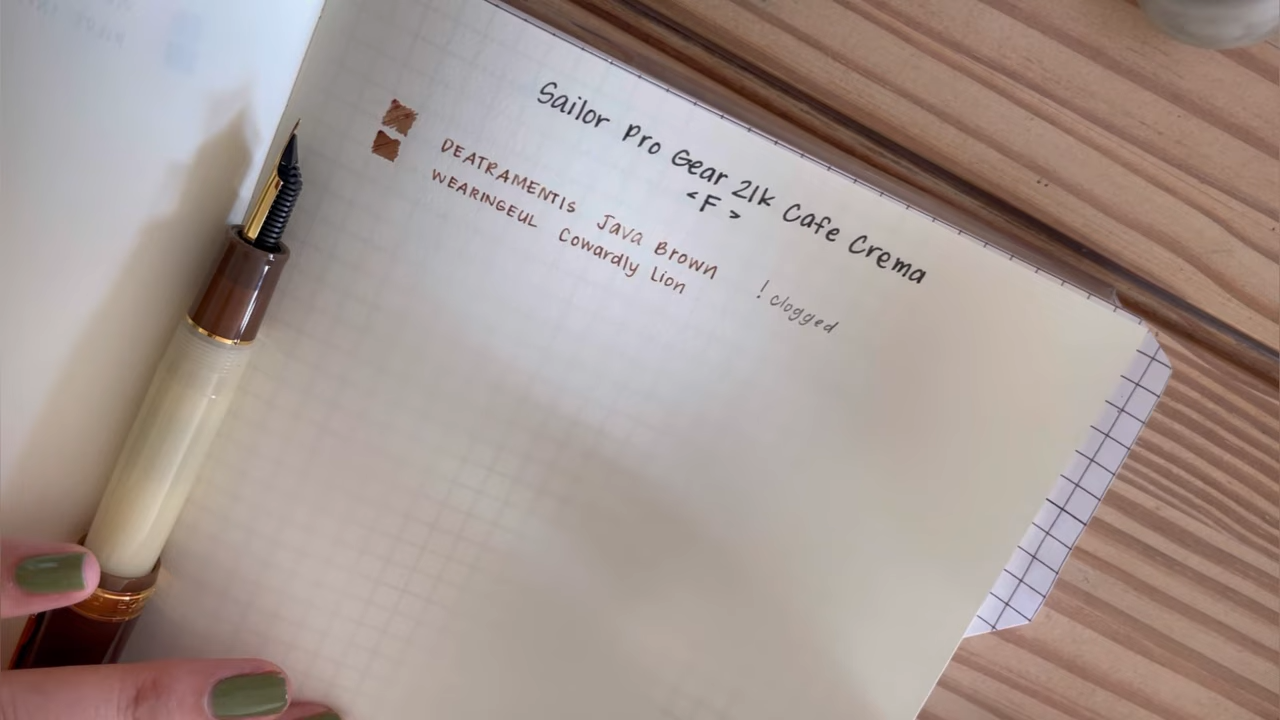 Sailor Pro Gear 21k Cafe Crema
<F>
DEATRAMENTIS Java Brown
WEARINGEUL Cowardly Lion ! clogged